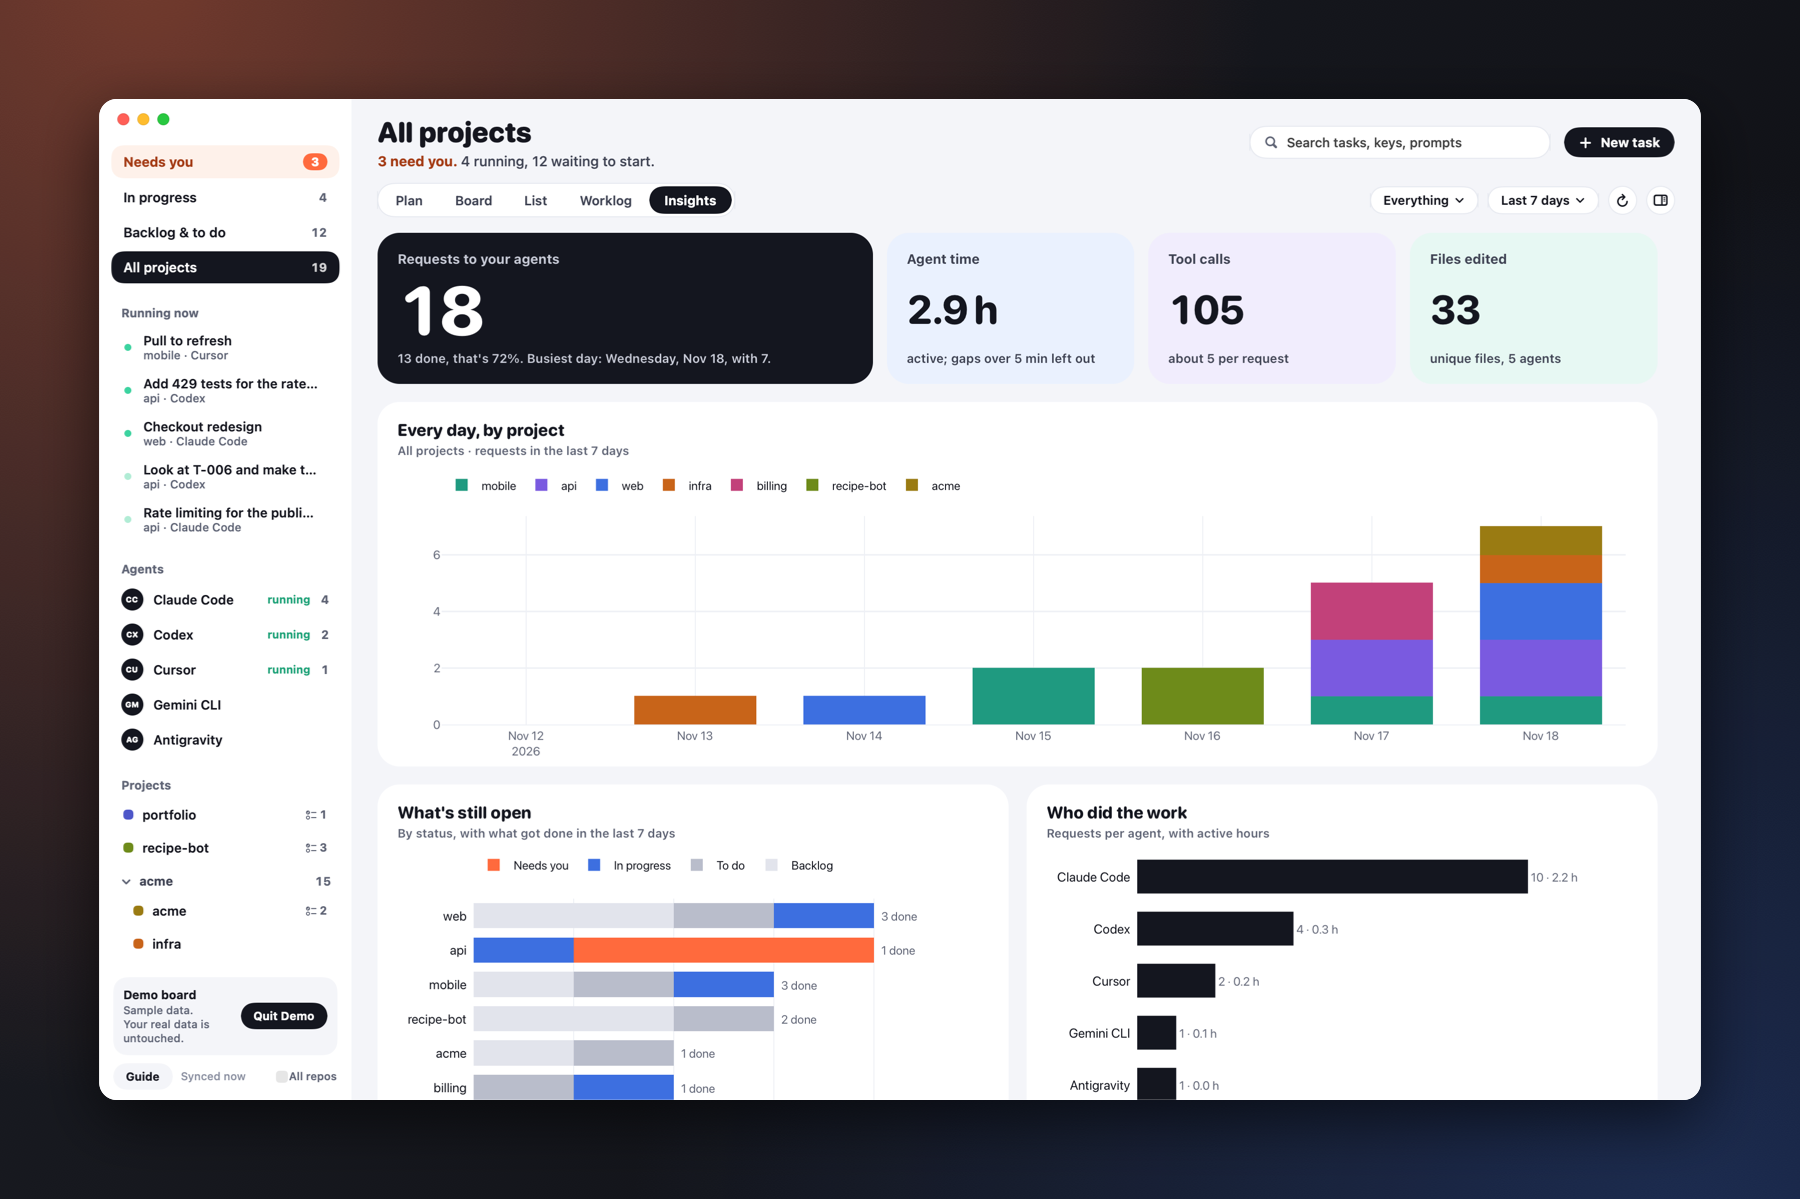 Needs you 3
In progress 4
Backlog & to do 12
All projects 19
Running now
Pull to refresh
mobile · Cursor
Add 429 tests for the rate...
api · Codex
Checkout redesign
web · Claude Code
Look at T-006 and make t...
api · Codex
Rate limiting for the publi...
api · Claude Code
Agents
CC Claude Code running 4
CX Codex running 2
CU Cursor running 1
GM Gemini CLI
AG Antigravity
Projects
portfolio 1
recipe-bot 3
acme 15
acme 2
infra
Demo board
Sample data.
Your real data is
untouched.
Quit Demo
Guide Synced now All repos
All projects
3 need you. 4 running, 12 waiting to start.
Search tasks, keys, prompts
+ New task
Plan Board List Worklog Insights
Everything Last 7 days
Requests to your agents
18
13 done, that's 72%. Busiest day: Wednesday, Nov 18, with 7.
Agent time
2.9 h
active; gaps over 5 min left out
Tool calls
105
about 5 per request
Files edited
33
unique files, 5 agents
Every day, by project
All projects · requests in the last 7 days
mobile api web infra billing recipe-bot acme
6
4
2
0
Nov 12 Nov 13 Nov 14 Nov 15 Nov 16 Nov 17 Nov 18
2026
What's still open
By status, with what got done in the last 7 days
Needs you In progress To do Backlog
web 3 done
api 1 done
mobile 3 done
recipe-bot 2 done
acme 1 done
billing 1 done
Who did the work
Requests per agent, with active hours
Claude Code 10 · 2.2 h
Codex 4 · 0.3 h
Cursor 2 · 0.2 h
Gemini CLI 1 · 0.1 h
Antigravity 1 · 0.0 h